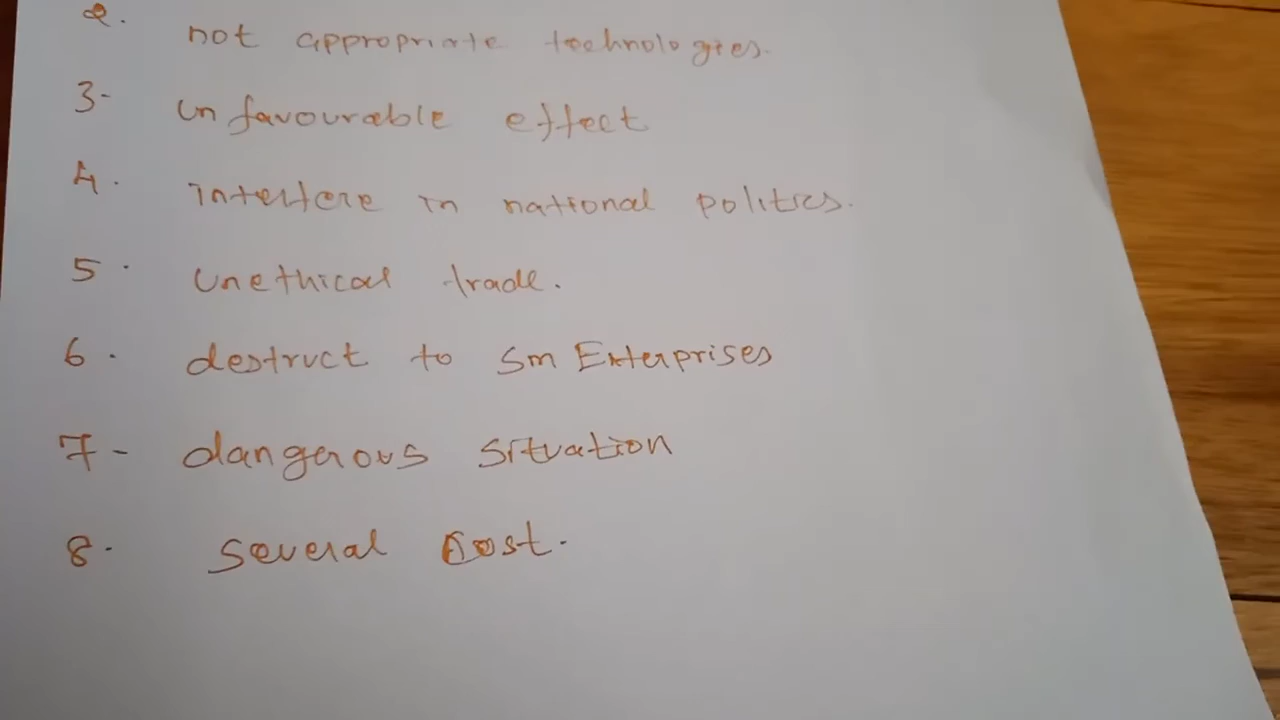 2. not appropriate technologies.
3- unfavourable effect
4. interfere in national politics.
5. unethical trade.
6. destruct to Sm Enterprises
7- dangerous situation
8. Several Cost.